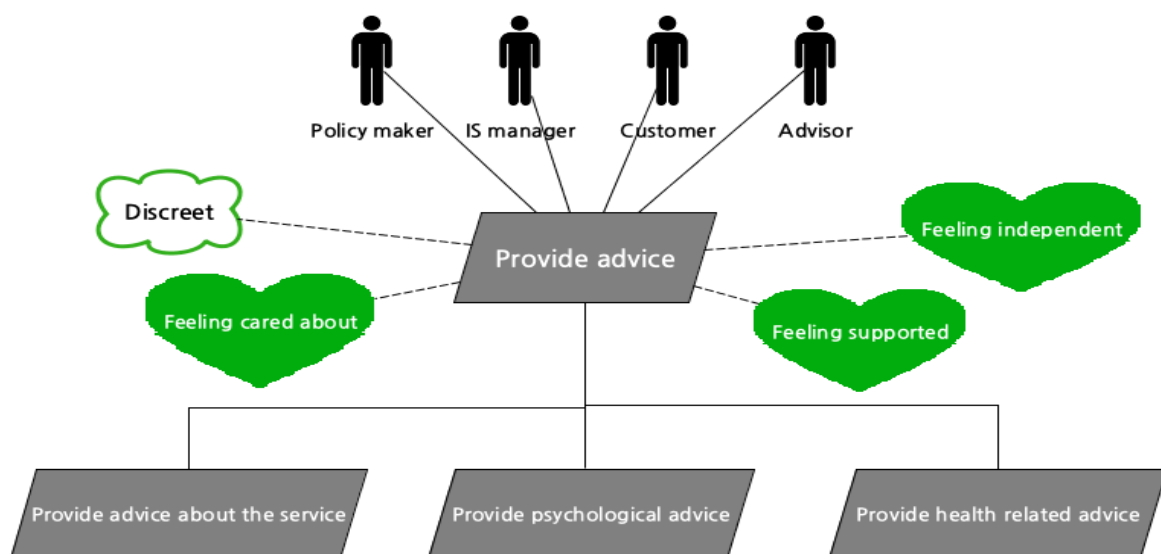 Policy maker
IS manager
Customer
Advisor
Discreet
Provide advice
Feeling independent
Feeling cared about
Feeling supported
Provide advice about the service
Provide psychological advice
Provide health related advice